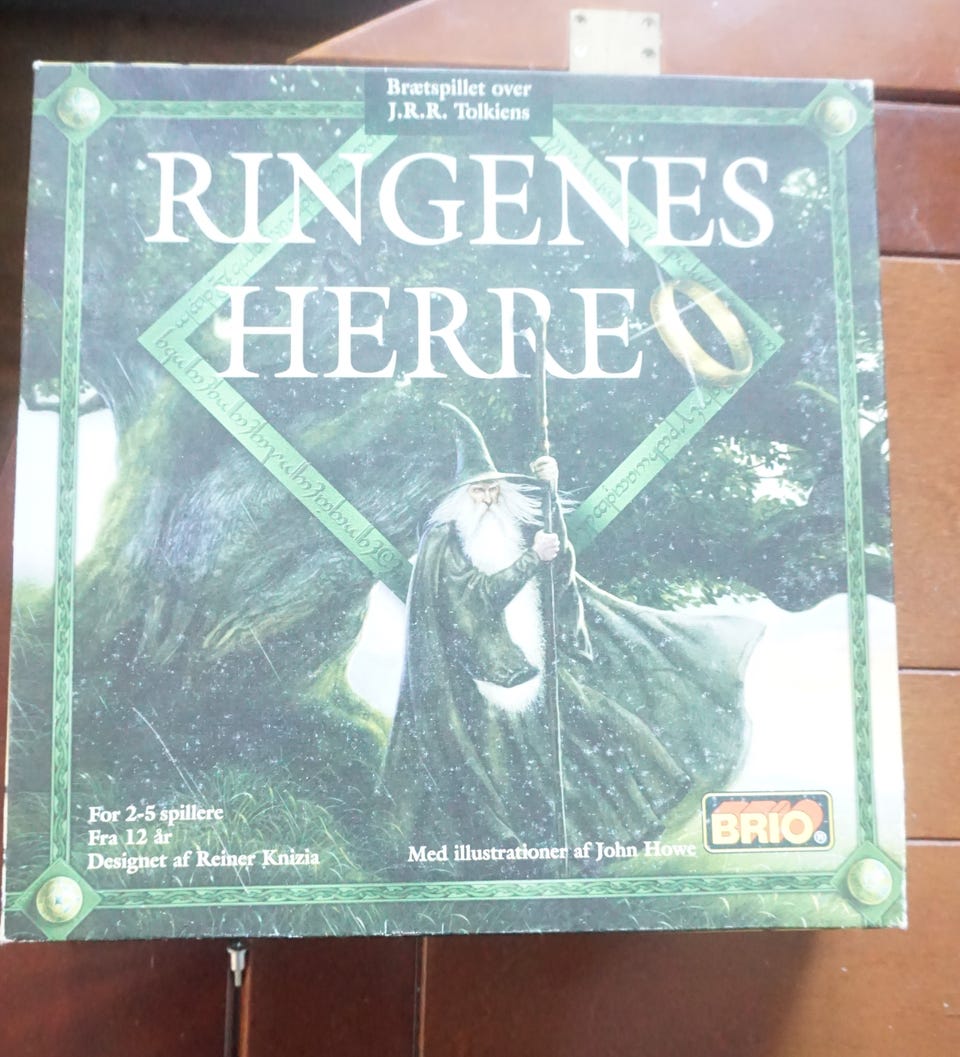 Brætspillet over
J.R.R. Tolkiens
RINGENES
HERRE
For 2-5 spillere
Fra 12 år
Designet af Reiner Knizia
Med illustrationer af John Howe
BRIO®